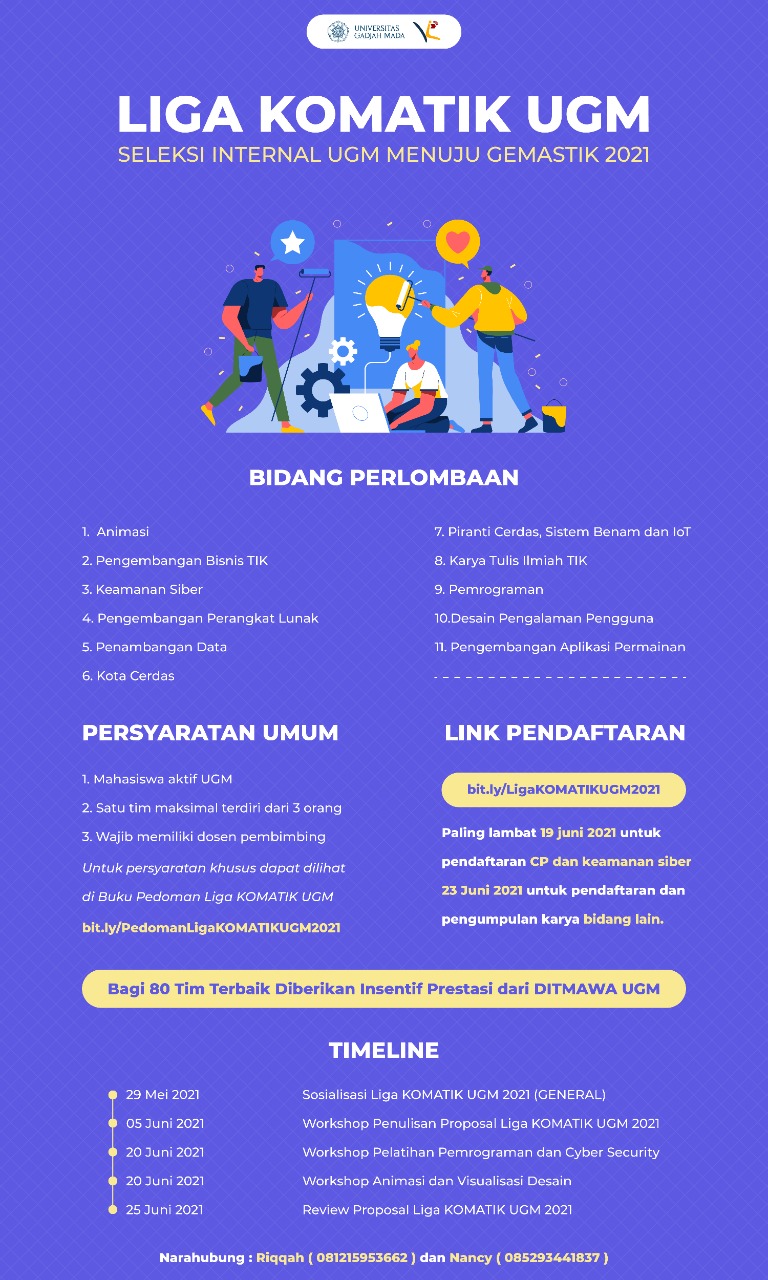 UNIVERSITAS
GADJAH MADA
LIGA KOMATIK UGM
SELEKSI INTERNAL UGM MENUJU GEMASTIK 2021
BIDANG PERLOMBAAN
1. Animasi
2. Pengembangan Bisnis TIK
3. Keamanan Siber
4. Pengembangan Perangkat Lunak
5. Penambangan Data
6. Kota Cerdas
7. Piranti Cerdas, Sistem Benam dan IoT
8. Karya Tulis Ilmiah TIK
9. Pemrograman
10.Desain Pengalaman Pengguna
11. Pengembangan Aplikasi Permainan
PERSYARATAN UMUM
1. Mahasiswa aktif UGM
2. Satu tim maksimal terdiri dari 3 orang
3. Wajib memiliki dosen pembimbing
Untuk persyaratan khusus dapat dilihat
di Buku Pedoman Liga KOMATIK UGM
bit.ly/PedomanLigaKOMATIKUGM2021
LINK PENDAFTARAN
bit.ly/LigaKOMATIKUGM2021
Paling lambat 19 juni 2021 untuk
pendaftaran CP dan keamanan siber
23 Juni 2021 untuk pendaftaran dan
pengumpulan karya bidang lain.
Bagi 80 Tim Terbaik Diberikan Insentif Prestasi dari DITMAWA UGM
TIMELINE
29 Mei 2021 Sosialisasi Liga KOMATIK UGM 2021 (GENERAL)
05 Juni 2021 Workshop Penulisan Proposal Liga KOMATIK UGM 2021
20 Juni 2021 Workshop Pelatihan Pemrograman dan Cyber Security
20 Juni 2021 Workshop Animasi dan Visualisasi Desain
25 Juni 2021 Review Proposal Liga KOMATIK UGM 2021
Narahubung : Riqqah ( 081215953662 ) dan Nancy ( 085293441837 )